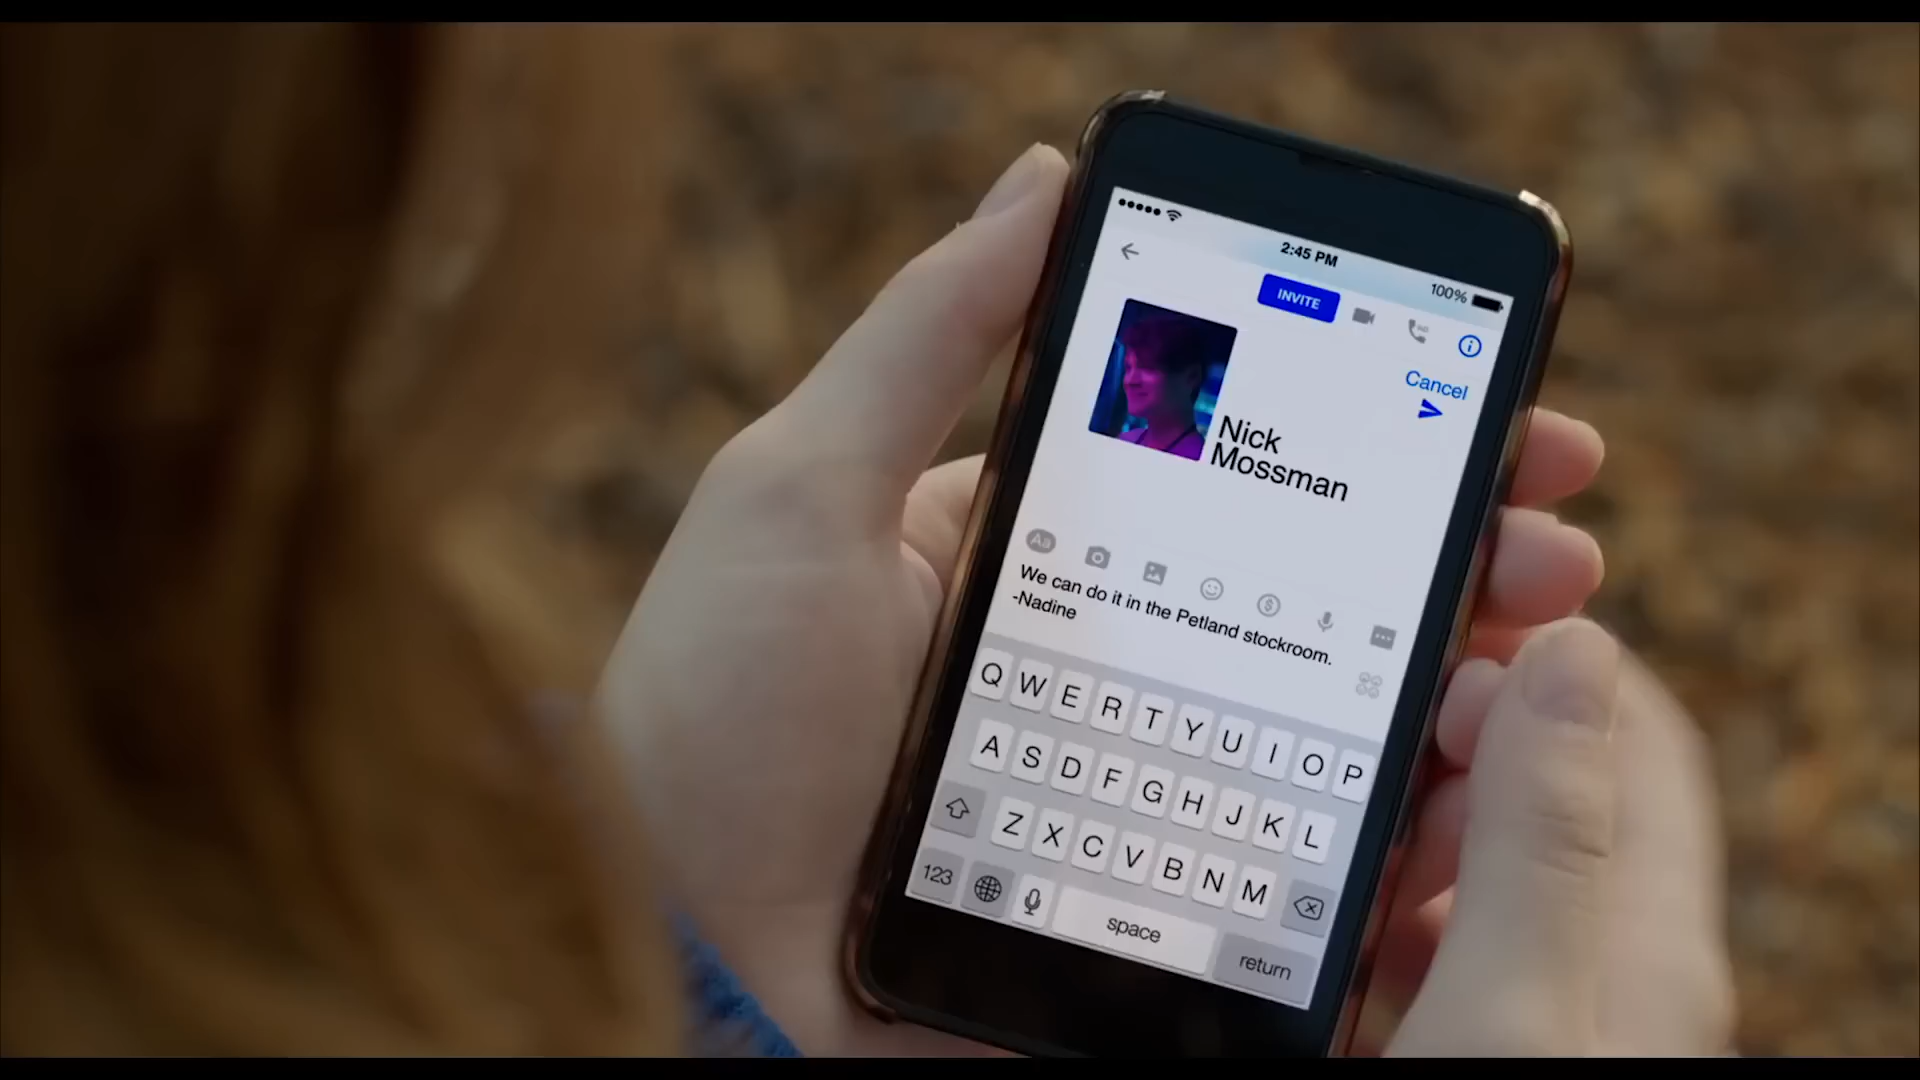 2:45 PM
100%
INVITE
Cancel
Nick
Mossman
Aa
We can do it in the Petland stockroom.
-Nadine
Q W E R T Y U I O P
A S D F G H J K L
Z X C V B N M
123
space
return